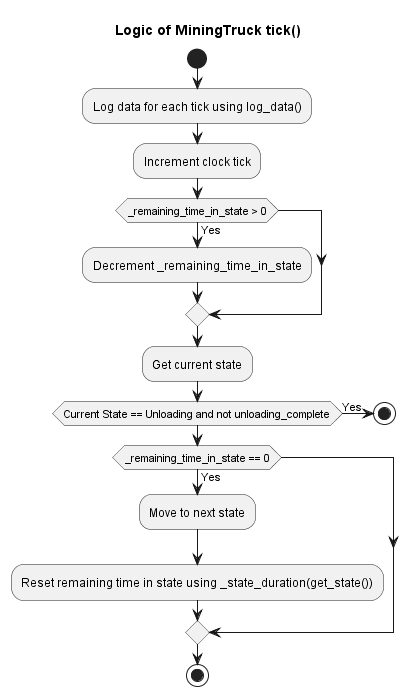 Logic of MiningTruck tick()
Log data for each tick using log_data()
Increment clock tick
_remaining_time_in_state > 0
Yes
Decrement _remaining_time_in_state
Get current state
Current State == Unloading and not unloading_complete
Yes
_remaining_time_in_state == 0
Yes
Move to next state
Reset remaining time in state using _state_duration(get_state())